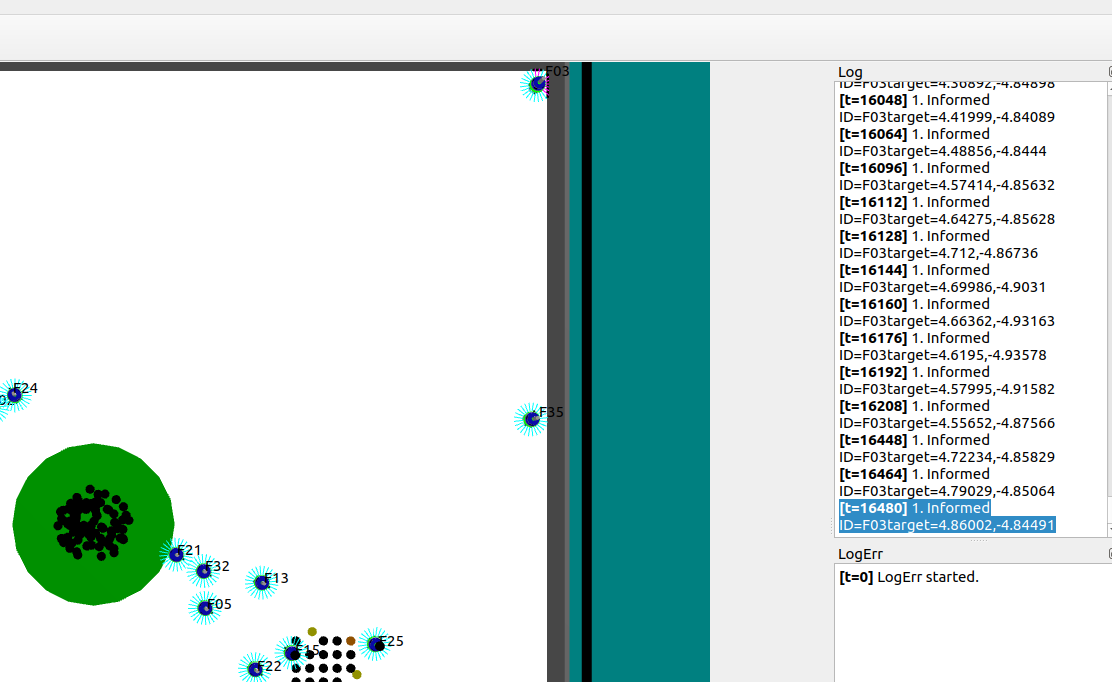 F03
F24
F35
F21
F32
F13
F05
F15
F25
F22
Log
ID=F03target=4.36892,-4.84898
[t=16048] 1. Informed
ID=F03target=4.41999,-4.84089
[t=16064] 1. Informed
ID=F03target=4.48856,-4.8444
[t=16096] 1. Informed
ID=F03target=4.57414,-4.85632
[t=16112] 1. Informed
ID=F03target=4.64275,-4.85628
[t=16128] 1. Informed
ID=F03target=4.712,-4.86736
[t=16144] 1. Informed
ID=F03target=4.69986,-4.9031
[t=16160] 1. Informed
ID=F03target=4.66362,-4.93163
[t=16176] 1. Informed
ID=F03target=4.6195,-4.93578
[t=16192] 1. Informed
ID=F03target=4.57995,-4.91582
[t=16208] 1. Informed
ID=F03target=4.55652,-4.87566
[t=16448] 1. Informed
ID=F03target=4.72234,-4.85829
[t=16464] 1. Informed
ID=F03target=4.79029,-4.85064
[t=16480] 1. Informed
ID=F03target=4.86002,-4.84491
LogErr
[t=0] LogErr started.